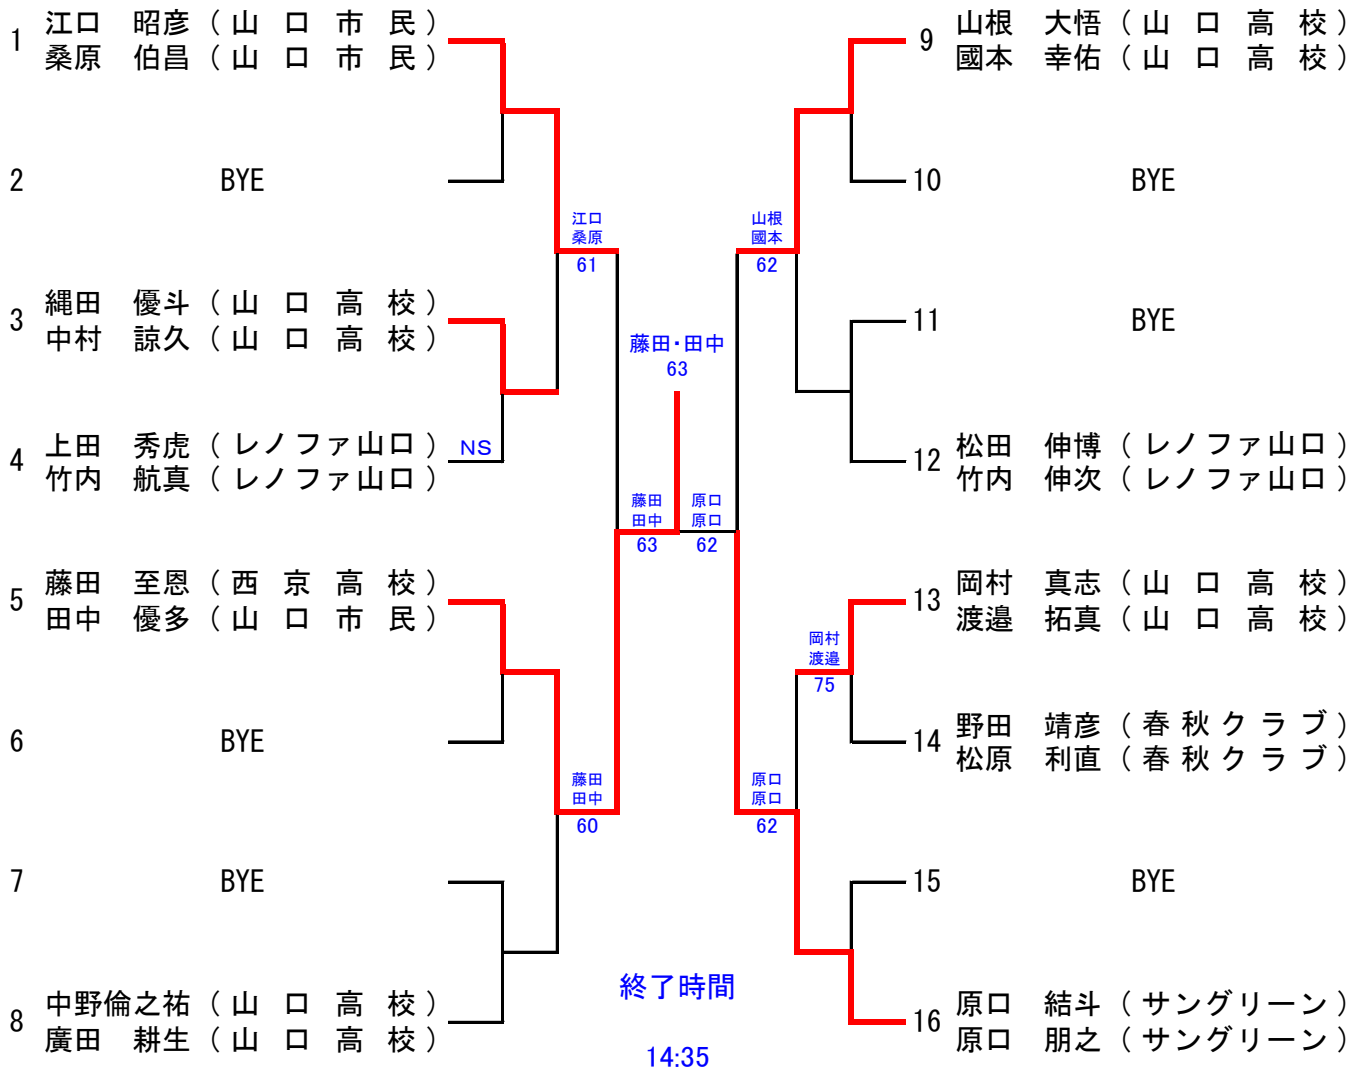 1 江口　昭彦（山口市民）
桑原　伯昌（山口市民）
2 BYE
江口
桑原
61
3 縄田　優斗（山口高校）
中村　諒久（山口高校）
4 上田　秀虎（レノファ山口） NS
竹内　航真（レノファ山口）
5 藤田　至恩（西京高校）
田中　優多（山口市民）
6 BYE
藤田
田中
60
7 BYE
8 中野倫之祐（山口高校）
廣田　耕生（山口高校）
藤田・田中
63
藤田
田中
63
原口
原口
62
終了時間
14:35
9 山根　大悟（山口高校）
國本　幸佑（山口高校）
10 BYE
山根
國本
62
11 BYE
12 松田　伸博（レノファ山口）
竹内　伸次（レノファ山口）
13 岡村　真志（山口高校）
渡邉　拓真（山口高校）
岡村
渡邉
75
14 野田　靖彦（春秋クラブ）
松原　利直（春秋クラブ）
原口
原口
62
15 BYE
16 原口　結斗（サングリーン）
原口　朋之（サングリーン）